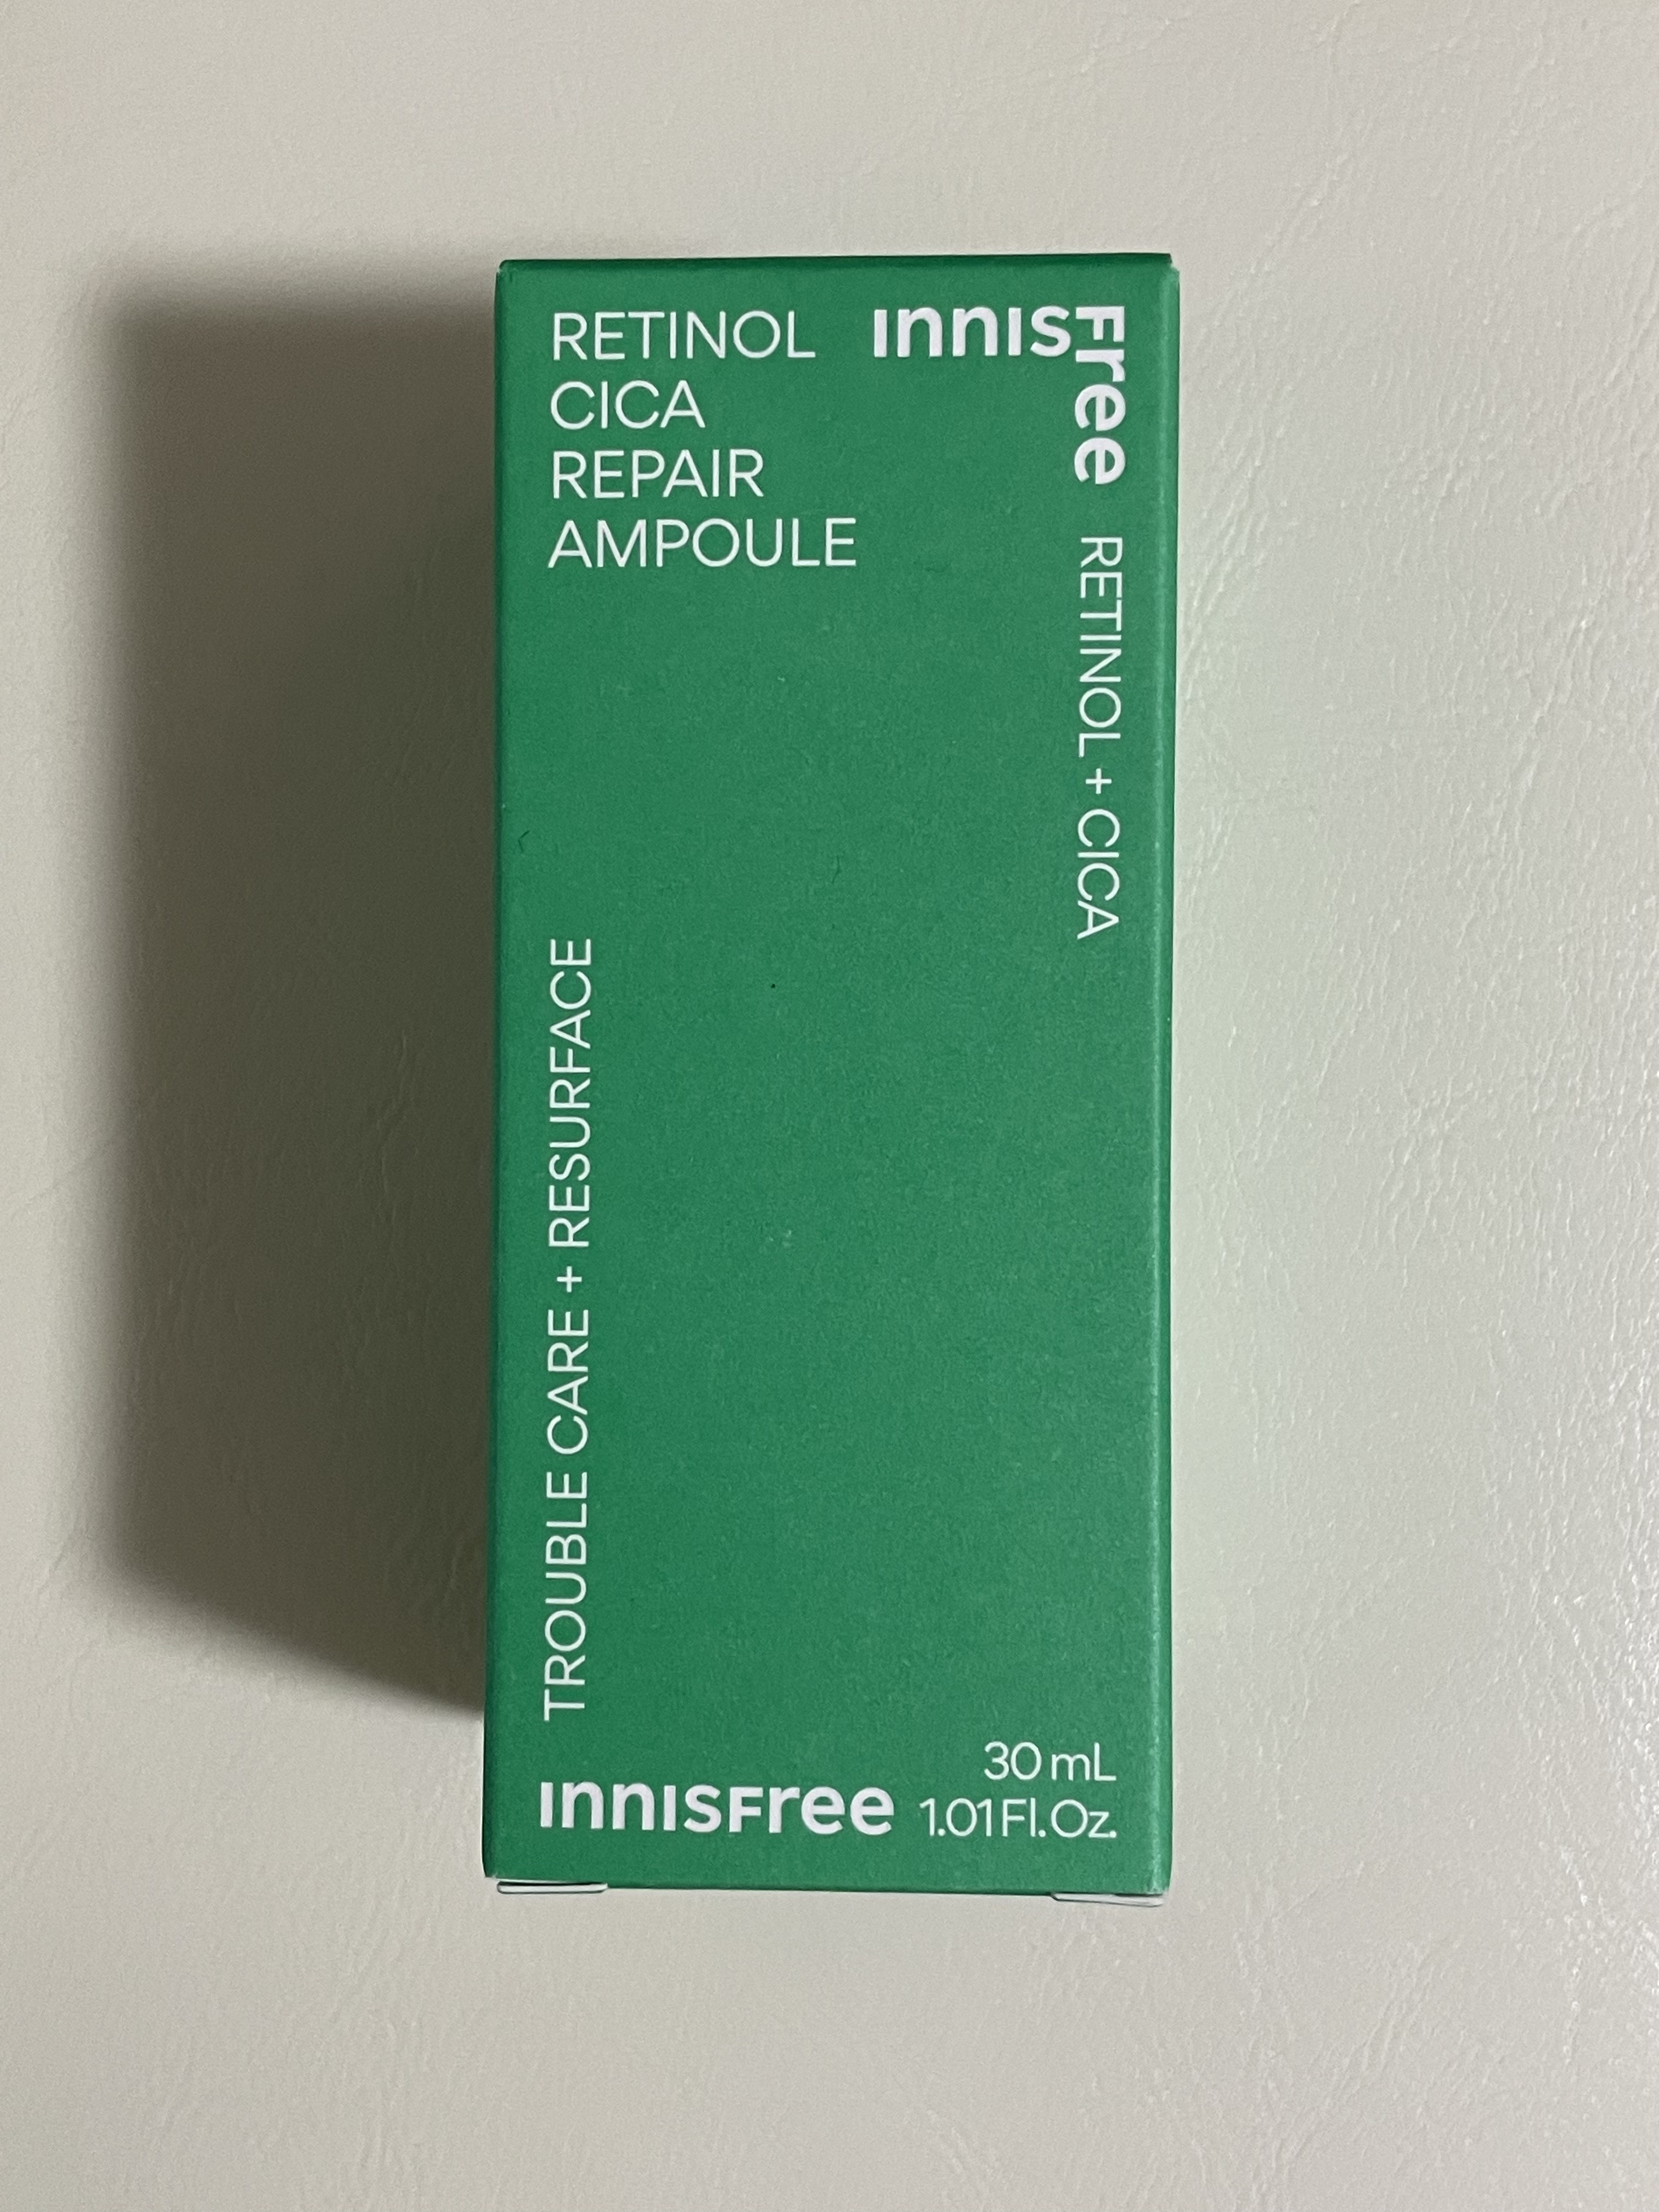 RETINOL
CICA
REPAIR
AMPOULE
INNISFree
RETINOL + CICA
TROUBLE CARE + RESURFACE
INNISFree
30 mL
1.01 Fl. Oz.